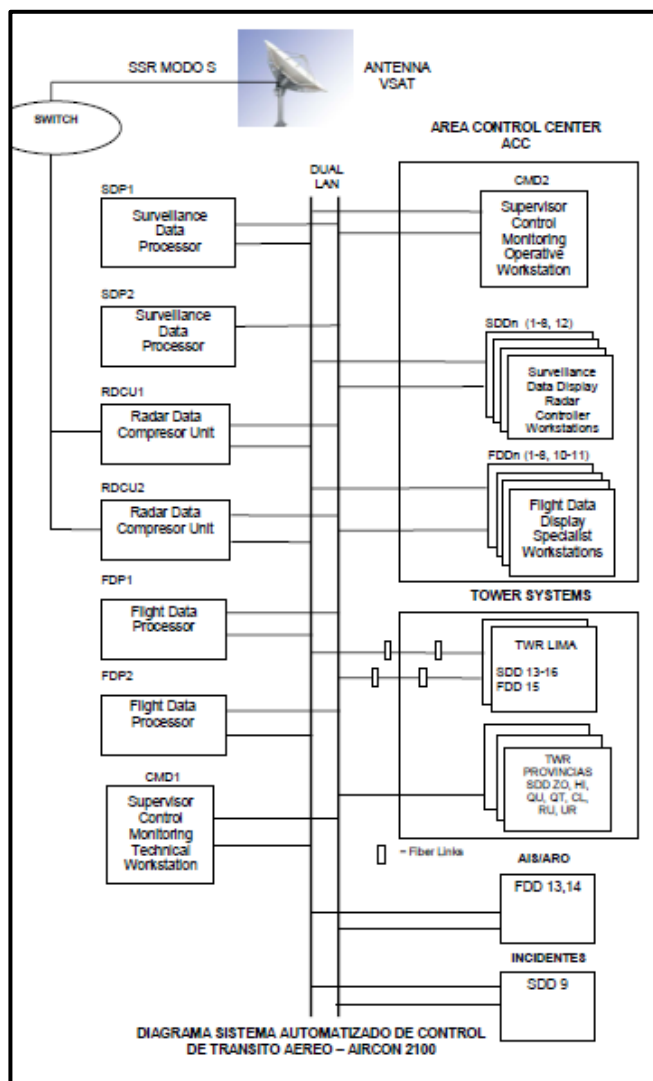 SSR MODO S
ANTENNA
VSAT
SWITCH
AREA CONTROL CENTER
ACC
DUAL
LAN
SDP1
Surveillance
Data
Processor
CMD2
Supervisor
Control
Monitoring
Operative
Workstation
SDP2
Surveillance
Data
Processor
SDDn (1-8, 12)
Surveillance
Data Display
Radar
Controller
Workstations
RDCU1
Radar Data
Compresor Unit
FDDn (1-8, 10-11)
Flight Data
Display
Specialist
Workstations
RDCU2
Radar Data
Compresor Unit
FDP1
Flight Data
Processor
TOWER SYSTEMS
TWR LIMA
SDD 13-16
FDD 15
FDP2
Flight Data
Processor
TWR
PROVINCIAS
SDD ZO, HI,
QU, QT, CL,
RU, UR
CMD1
Supervisor
Control
Monitoring
Technical
Workstation
= Fiber Links
AIS/ARO
FDD 13,14
INCIDENTES
SDD 9
DIAGRAMA SISTEMA AUTOMATIZADO DE CONTROL
DE TRANSITO AEREO – AIRCON 2100